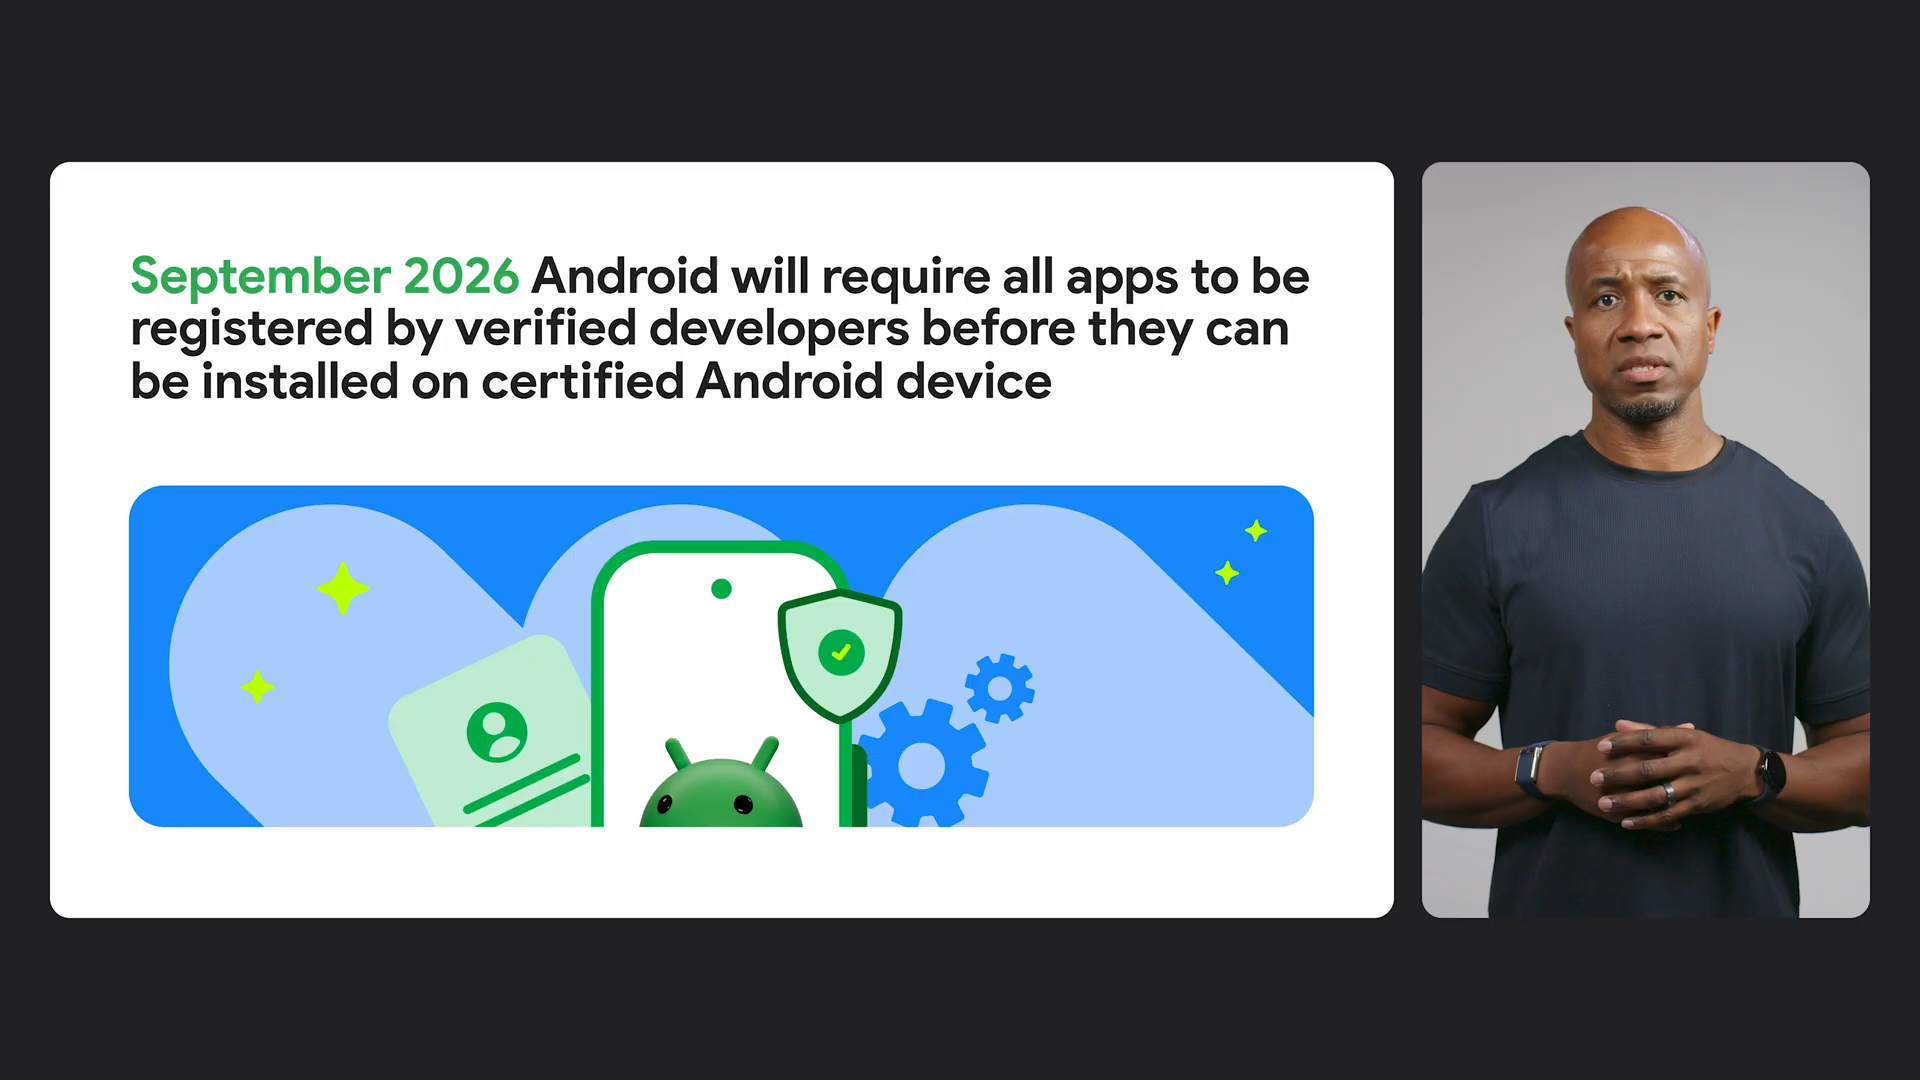 September 2026 Android will require all apps to be
registered by verified developers before they can
be installed on certified Android device